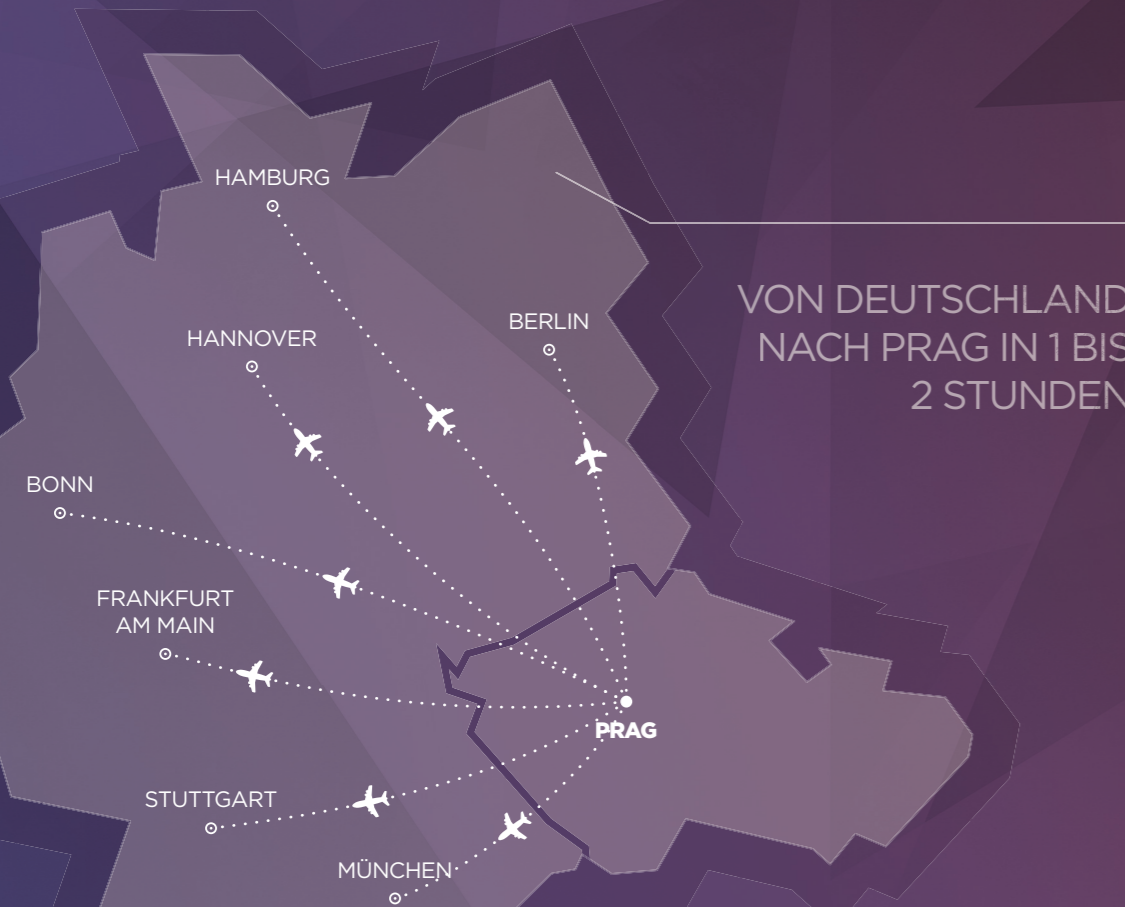 HAMBURG
HANNOVER
BERLIN
VON DEUTSCHLAND
NACH PRAG IN 1 BIS
2 STUNDEN
BONN
FRANKFURT
AM MAIN
PRAG
STUTTGART
MÜNCHEN